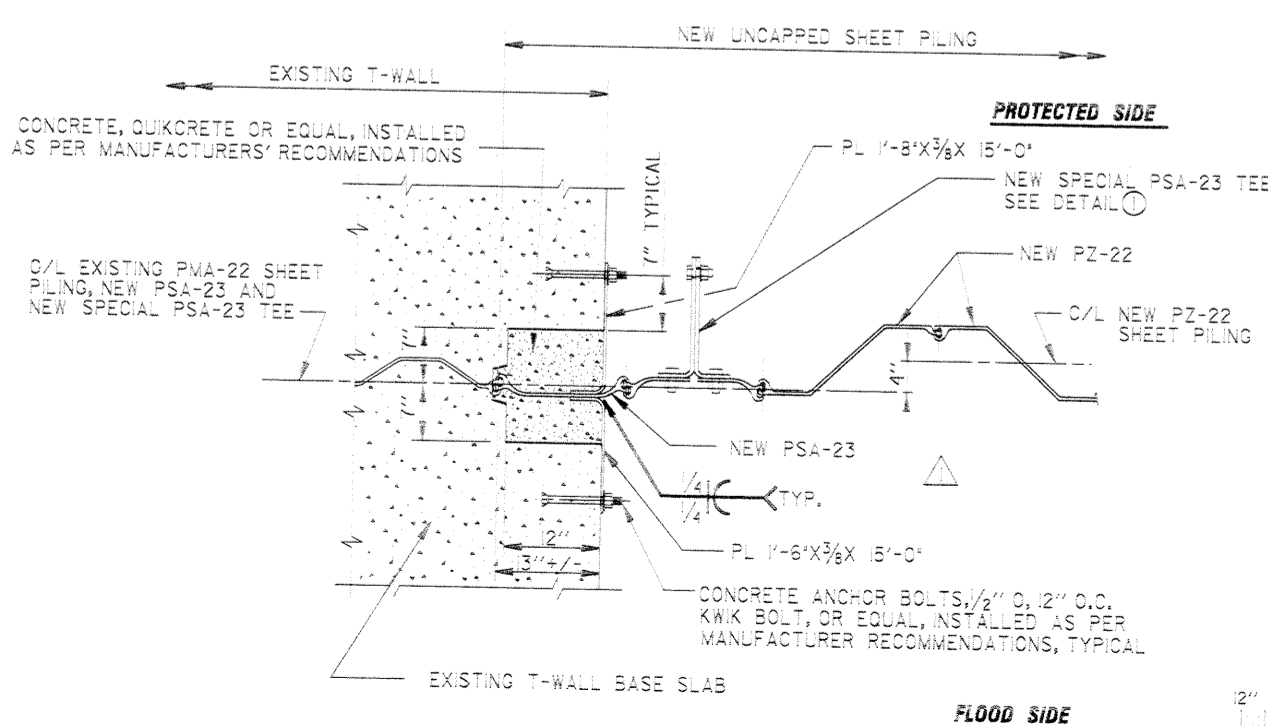 NEW UNCAPPED SHEET PILING
EXISTING T-WALL
PROTECTED SIDE
CONCRETE, QUIKCRETE OR EQUAL, INSTALLED
AS PER MANUFACTURERS' RECOMMENDATIONS
PL 1'-8"X3/8X 15'-0"
7" TYPICAL
NEW SPECIAL PSA-23 TEE
SEE DETAIL 1
NEW PZ-22
C/L EXISTING PMA-22 SHEET
PILING, NEW PSA-23 AND
NEW SPECIAL PSA-23 TEE
C/L NEW PZ-22
SHEET PILING
7"
7"
4"
NEW PSA-23
1/4
1/4
TYP.
1
12"
13"+/-
PL 1'-6"X3/8X 15'-0"
CONCRETE ANCHOR BOLTS, 1/2" O, 12" O.C.
KWIK BOLT, OR EQUAL, INSTALLED AS PER
MANUFACTURER RECOMMENDATIONS, TYPICAL
EXISTING T-WALL BASE SLAB
FLOOD SIDE
12"